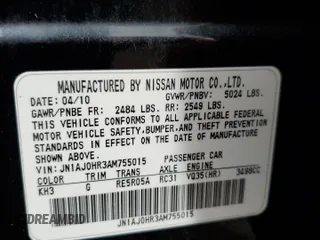 MANUFACTURED BY NISSAN MOTOR CO.,LTD.
DATE 04/10 GVWR/PNBV: 5024 LBS.
GAWR/PNBE FR: 2484 LBS. RR: 2549 LBS.
THIS VEHICLE CONFORMS TO ALL APPLICABLE FEDERAL
MOTOR VEHICLE SAFETY, BUMPER, AND THEFT PREVENTION
STANDARDS IN EFFECT ON THE DATE OF MANUFACTURE
SHOWN ABOVE.
VIN: JN1AJ0HR3AM755015 PASSENGER CAR
COLOR TRIM TRANS AXLE ENGINE
KH3 G RE5R05A RC31 VQ35(HR) 3498CC
JN1AJ0HR3AM755015
DREAMBID